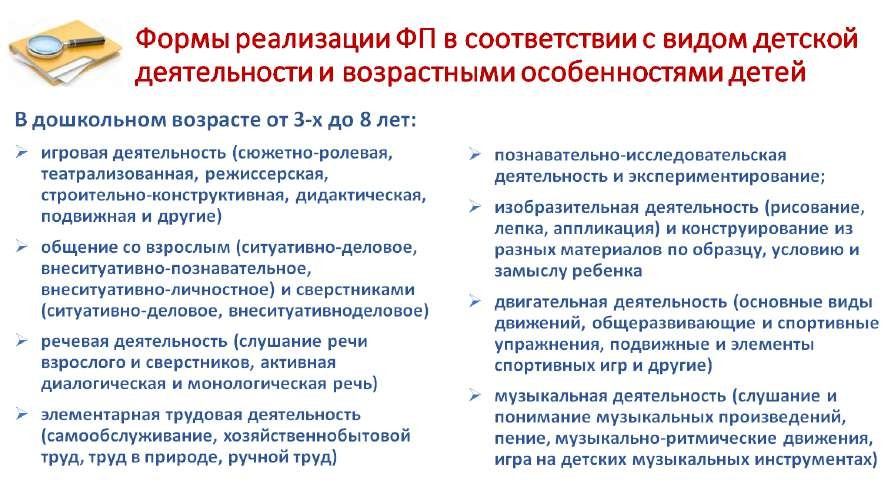 Формы реализации ФП в соответствии с видом детской
деятельности и возрастными особенностями детей
В дошкольном возрасте от 3-х до 8 лет:
➢ игровая деятельность (сюжетно-ролевая,
театрализованная, режиссерская,
строительно-конструктивная, дидактическая,
подвижная и другие)
➢ общение со взрослым (ситуативно-деловое,
внеситуативно-познавательное,
внеситуативно-личностное) и сверстниками
(ситуативно-деловое, внеситуативноделовое)
➢ речевая деятельность (слушание речи
взрослого и сверстников, активная
диалогическая и монологическая речь)
➢ элементарная трудовая деятельность
(самообслуживание, хозяйственнобытовой
труд, труд в природе, ручной труд)
➢ познавательно-исследовательская
деятельность и экспериментирование;
➢ изобразительная деятельность (рисование,
лепка, аппликация) и конструирование из
разных материалов по образцу, условию и
замыслу ребенка
➢ двигательная деятельность (основные виды
движений, общеразвивающие и спортивные
упражнения, подвижные и элементы
спортивных игр и другие)
➢ музыкальная деятельность (слушание и
понимание музыкальных произведений,
пение, музыкально-ритмические движения,
игра на детских музыкальных инструментах)